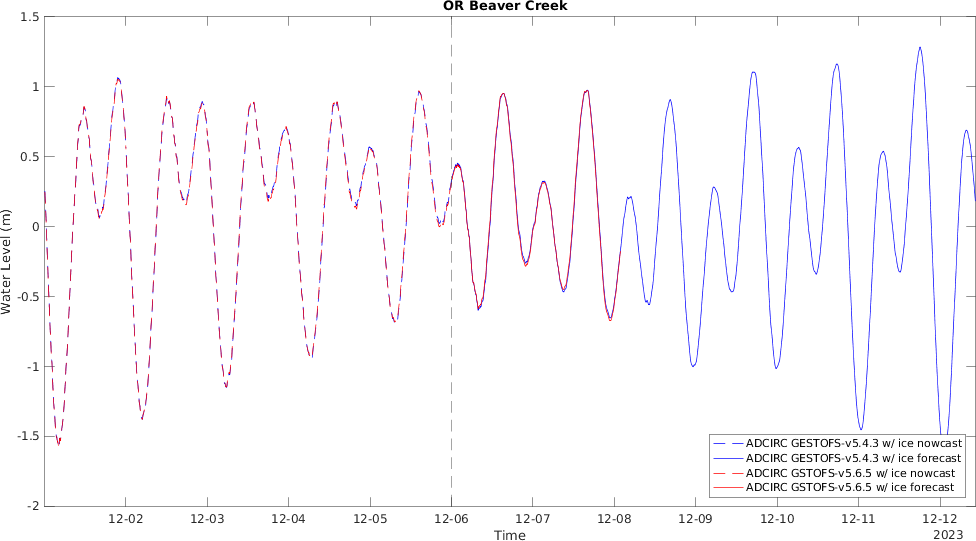 OR Beaver Creek
Water Level (m)
1.5
1
0.5
0
-0.5
-1
-1.5
-2
ADCIRC GESTOFS-v5.4.3 w/ ice nowcast
ADCIRC GESTOFS-v5.4.3 w/ ice forecast
ADCIRC GSTOFS-v5.6.5 w/ ice nowcast
ADCIRC GSTOFS-v5.6.5 w/ ice forecast
12-02 12-03 12-04 12-05 12-06 12-07 12-08 12-09 12-10 12-11 12-12
Time
2023